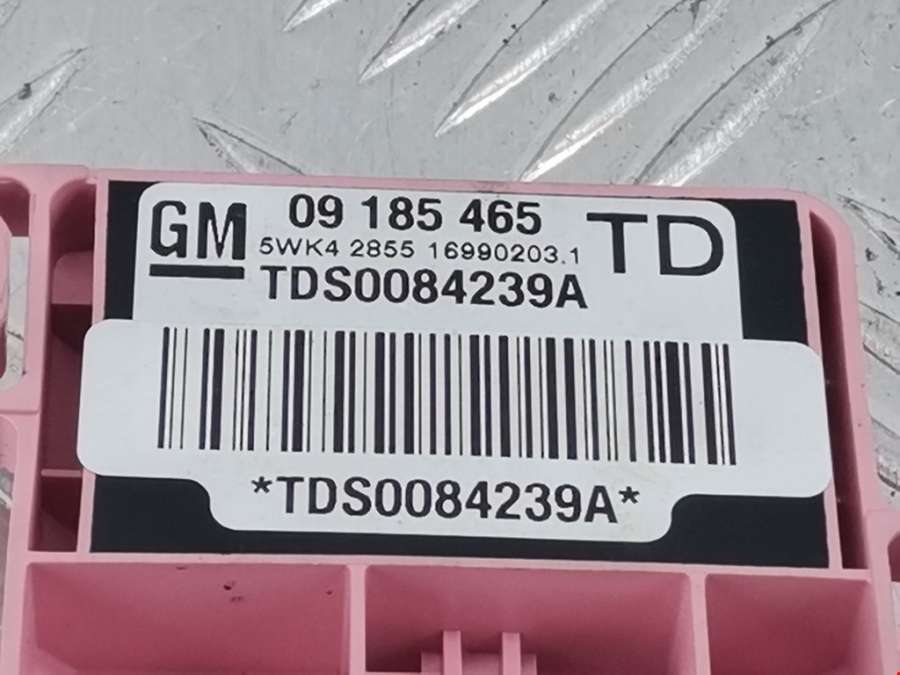 GM 09 185 465 TD
5WK4 2855 16990203.1
TDS0084239A
*TDS0084239A*